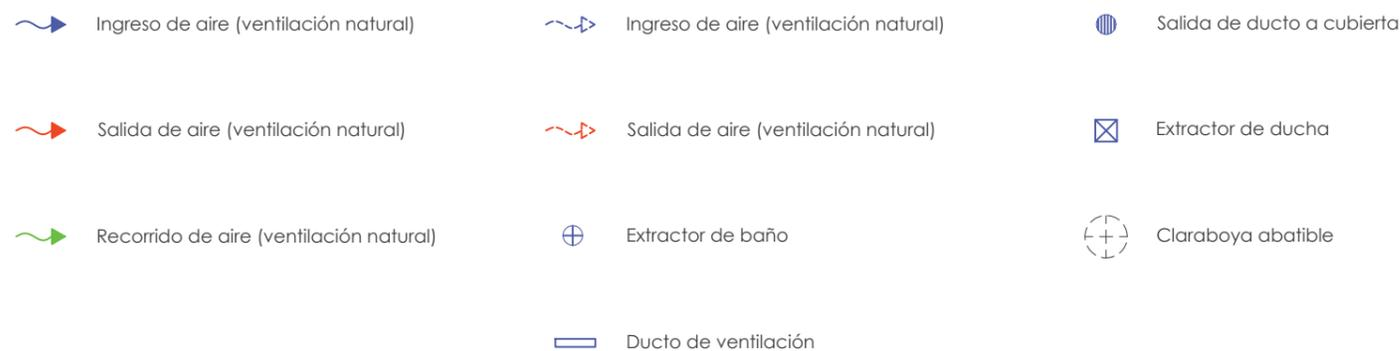 Ingreso de aire (ventilación natural)
Ingreso de aire (ventilación natural)
Salida de ducto a cubierta
Salida de aire (ventilación natural)
Salida de aire (ventilación natural)
Extractor de ducha
Recorrido de aire (ventilación natural)
Extractor de baño
Claraboya abatible
Ducto de ventilación